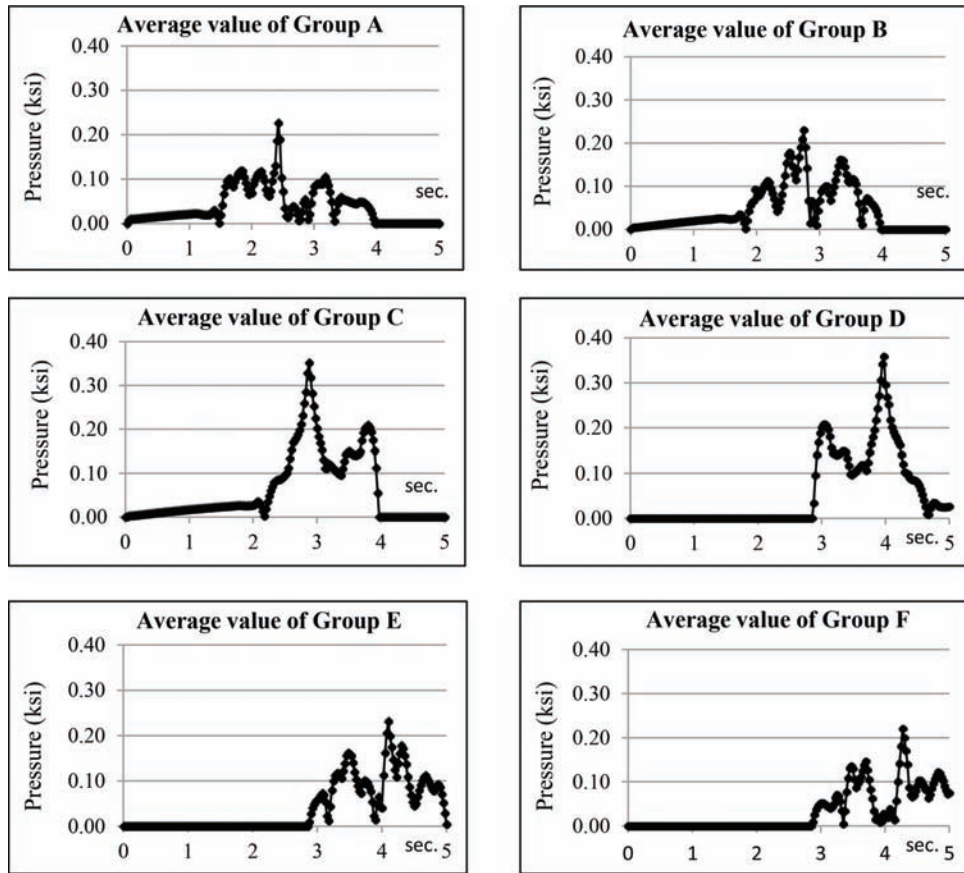 Average value of Group A
Pressure (ksi)
0.40
0.30
0.20
0.10
0.00
sec.
0 1 2 3 4 5
Average value of Group B
Pressure (ksi)
0.40
0.30
0.20
0.10
0.00
sec.
0 1 2 3 4 5
Average value of Group C
Pressure (ksi)
0.40
0.30
0.20
0.10
0.00
sec.
0 1 2 3 4 5
Average value of Group D
Pressure (ksi)
0.40
0.30
0.20
0.10
0.00
0 1 2 3 4 5
sec.
Average value of Group E
Pressure (ksi)
0.40
0.30
0.20
0.10
0.00
0 1 2 3 4 5
sec.
Average value of Group F
Pressure (ksi)
0.40
0.30
0.20
0.10
0.00
0 1 2 3 4 5
sec.